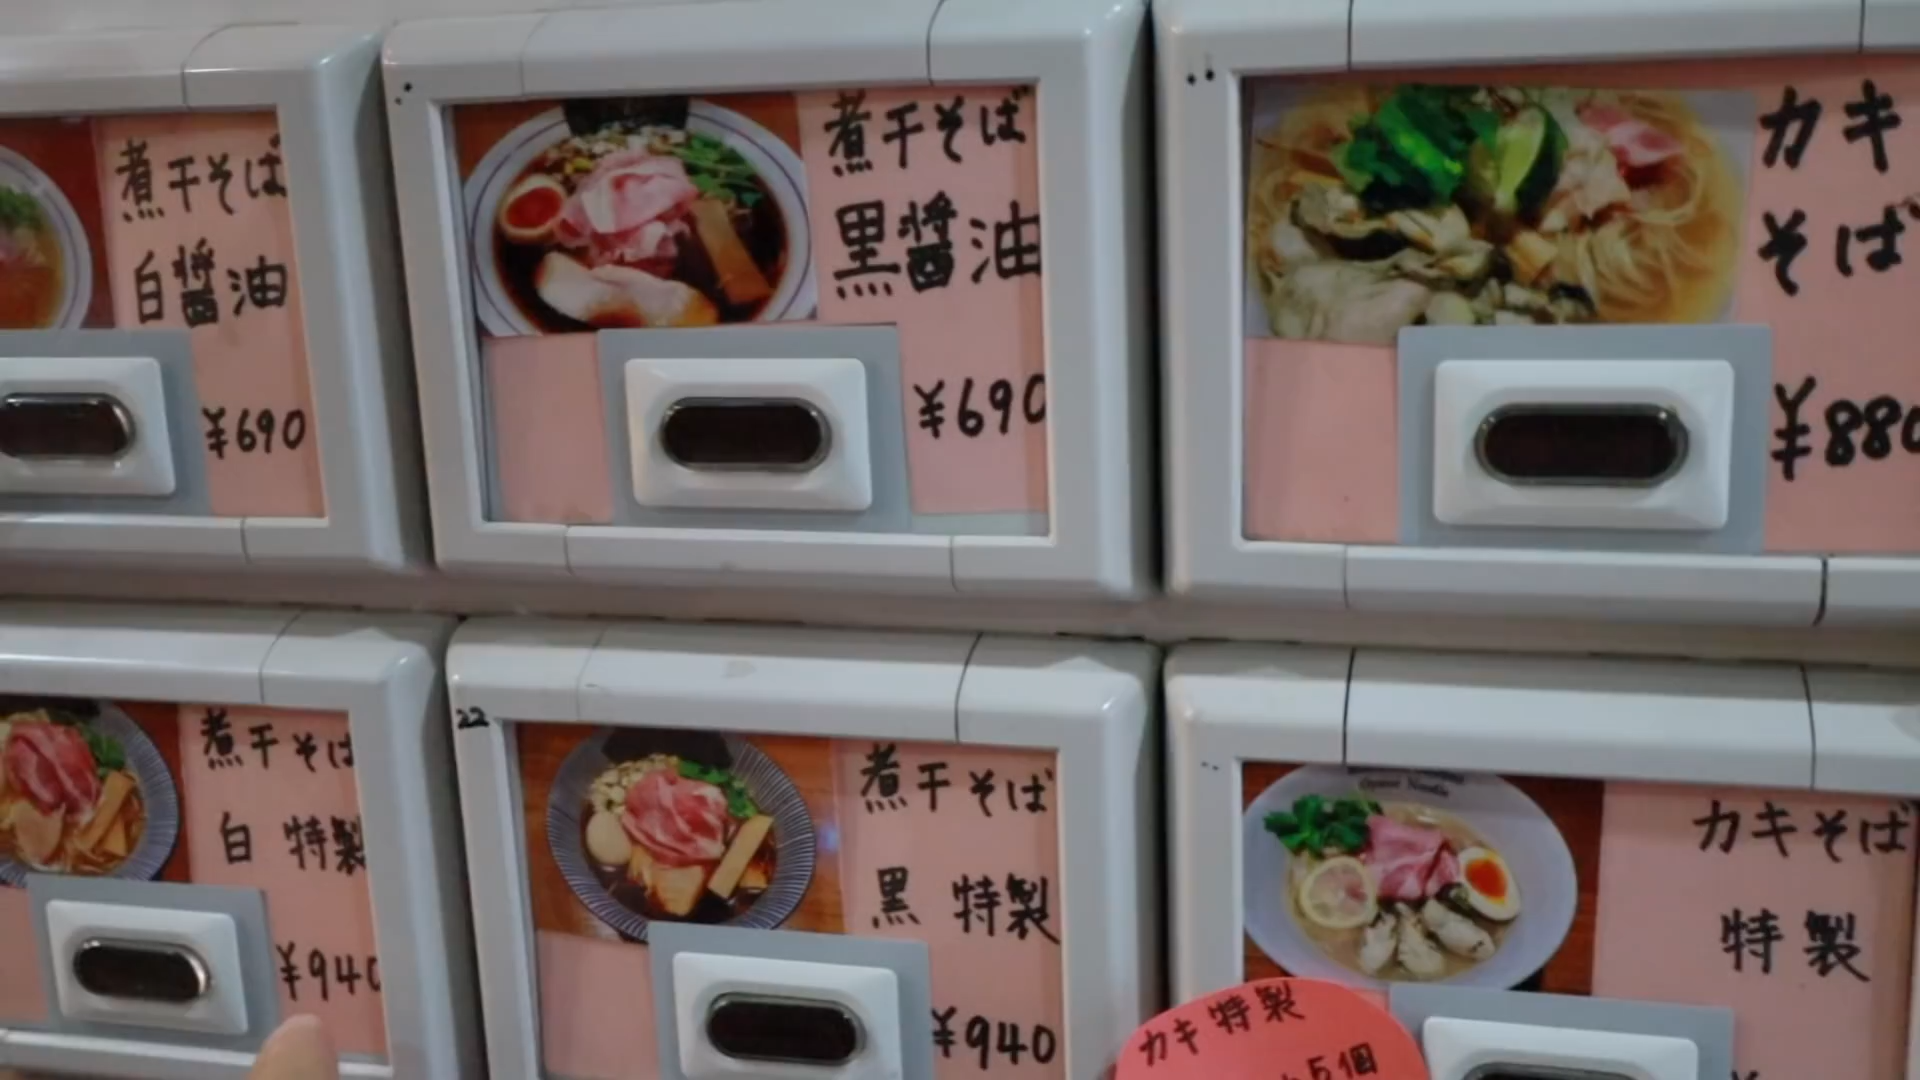 煮干そば
白醤油
¥690
煮干そば
黒醤油
¥690
カキ
そば
¥880
煮干そば
白 特製
¥940
22
煮干そば
黒 特製
¥940
カキそば
特製
カキ特製
5個